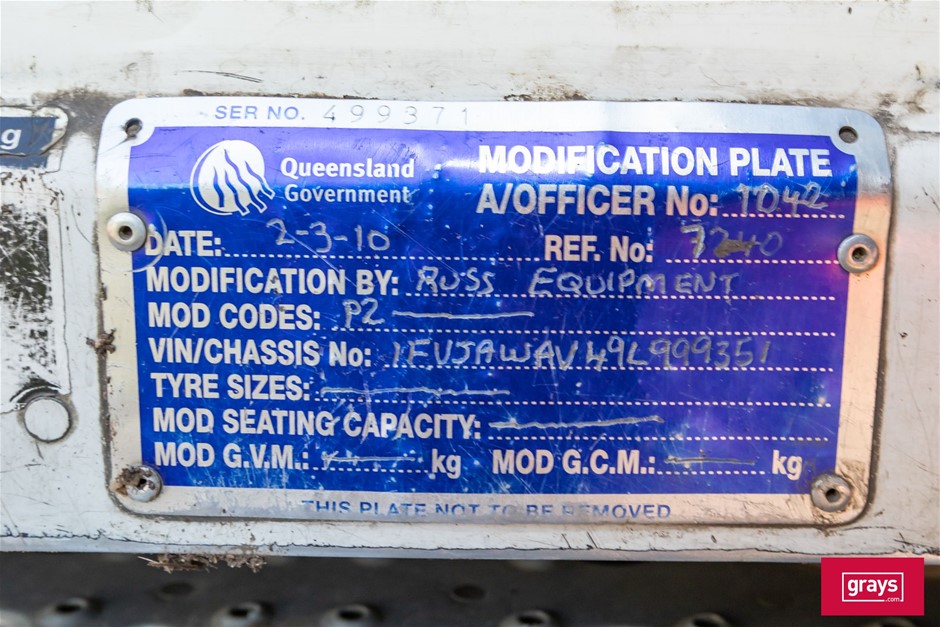 g
SER NO. 499371
Queensland Government
MODIFICATION PLATE
A/OFFICER No: 1042
DATE: 2-3-10 REF. No: 7240
MODIFICATION BY: RUSS EQUIPMENT
MOD CODES: P2
VIN/CHASSIS No: 1FVJAWAV49L999351
TYRE SIZES:
MOD SEATING CAPACITY:
MOD G.V.M.: kg MOD G.C.M.: kg
THIS PLATE NOT TO BE REMOVED
grays
.com